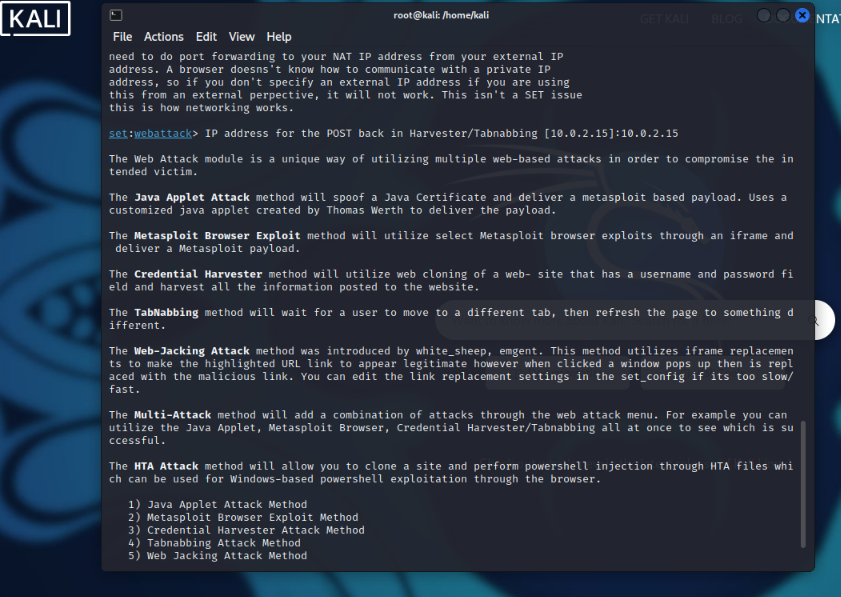 KALI
root@kali: /home/kali
GET KALI BLOG NTAT
File Actions Edit View Help
need to do port forwarding to your NAT IP address from your external IP
address. A browser doesns't know how to communicate with a private IP
address, so if you don't specify an external IP address if you are using
this from an external perpective, it will not work. This isn't a SET issue
this is how networking works.
set:webattack> IP address for the POST back in Harvester/Tabnabbing [10.0.2.15]:10.0.2.15
The Web Attack module is a unique way of utilizing multiple web-based attacks in order to compromise the in
tended victim.
The Java Applet Attack method will spoof a Java Certificate and deliver a metasploit based payload. Uses a
customized java applet created by Thomas Werth to deliver the payload.
The Metasploit Browser Exploit method will utilize select Metasploit browser exploits through an iframe and
deliver a Metasploit payload.
The Credential Harvester method will utilize web cloning of a web- site that has a username and password fi
eld and harvest all the information posted to the website.
The TabNabbing method will wait for a user to move to a different tab, then refresh the page to something d
ifferent.
The Web-Jacking Attack method was introduced by white_sheep, emgent. This method utilizes iframe replacemen
ts to make the highlighted URL link to appear legitimate however when clicked a window pops up then is repl
aced with the malicious link. You can edit the link replacement settings in the set_config if its too slow/
fast.
The Multi-Attack method will add a combination of attacks through the web attack menu. For example you can
utilize the Java Applet, Metasploit Browser, Credential Harvester/Tabnabbing all at once to see which is su
ccessful.
The HTA Attack method will allow you to clone a site and perform powershell injection through HTA files whi
ch can be used for Windows-based powershell exploitation through the browser.
1) Java Applet Attack Method
2) Metasploit Browser Exploit Method
3) Credential Harvester Attack Method
4) Tabnabbing Attack Method
5) Web Jacking Attack Method